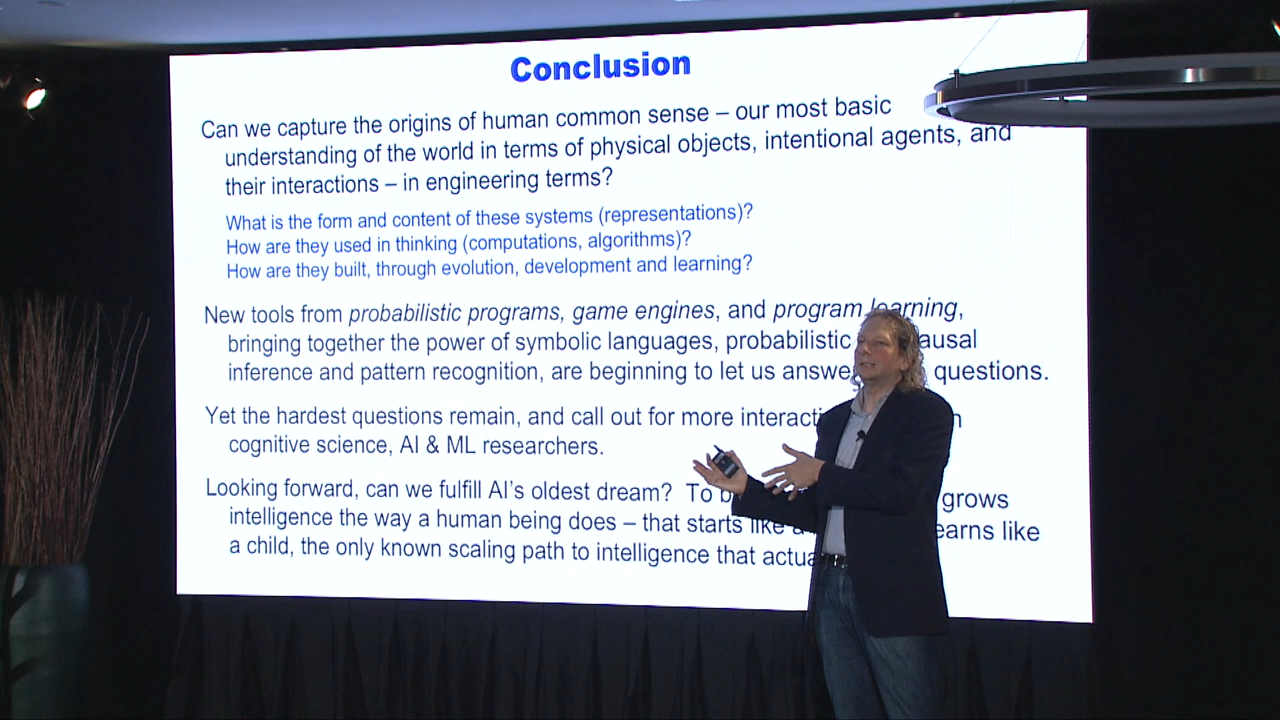 Conclusion
Can we capture the origins of human common sense – our most basic
understanding of the world in terms of physical objects, intentional agents, and
their interactions – in engineering terms?
What is the form and content of these systems (representations)?
How are they used in thinking (computations, algorithms)?
How are they built, through evolution, development and learning?
New tools from probabilistic programs, game engines, and program learning,
bringing together the power of symbolic languages, probabilistic
inference and pattern recognition, are beginning to let us questions.
Yet the hardest questions remain, and call out for more
cognitive science, AI & ML researchers.
Looking forward, can we fulfill AI's oldest dream? To grows
intelligence the way a human being does – that starts like
a child, the only known scaling path to intelligence that